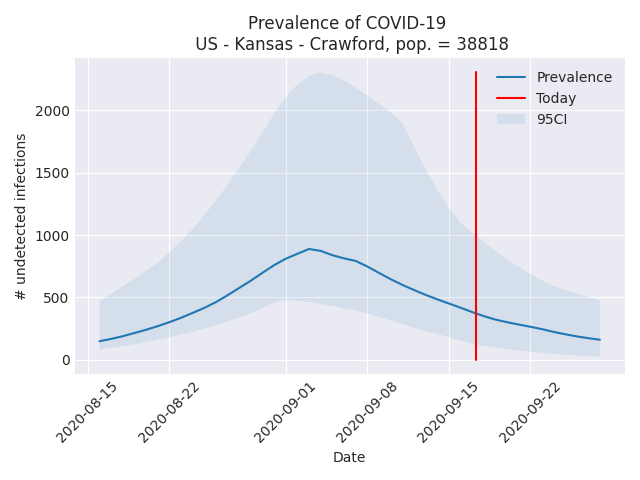 Prevalence of COVID-19
US - Kansas - Crawford, pop. = 38818
Prevalence
Today
95CI
# undetected infections
2000
1500
1000
500
0
2020-08-15
2020-08-22
2020-09-01
2020-09-08
2020-09-15
2020-09-22
Date